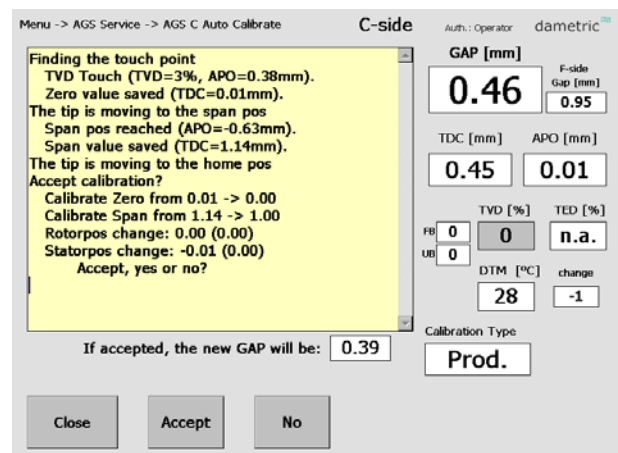 Menu -> AGS Service -> AGS C Auto Calibrate
C-side
Auth.: Operator
dametric
Finding the touch point
TVD Touch (TVD=3%, APO=0.38mm).
Zero value saved (TDC=0.01mm).
The tip is moving to the span pos
Span pos reached (APO=-0.63mm).
Span value saved (TDC=1.14mm).
The tip is moving to the home pos
Accept calibration?
Calibrate Zero from 0.01 -> 0.00
Calibrate Span from 1.14 -> 1.00
Rotorpos change: 0.00 (0.00)
Statorpos change: -0.01 (0.00)
Accept, yes or no?
If accepted, the new GAP will be: 0.39
Close
Accept
No
GAP [mm]
0.46
F-side
Gap [mm]
0.95
TDC [mm]
APO [mm]
0.45
0.01
TVD [%]
TED [%]
FB 0
UB 0
0
n.a.
DTM [ºC]
change
28
-1
Calibration Type
Prod.